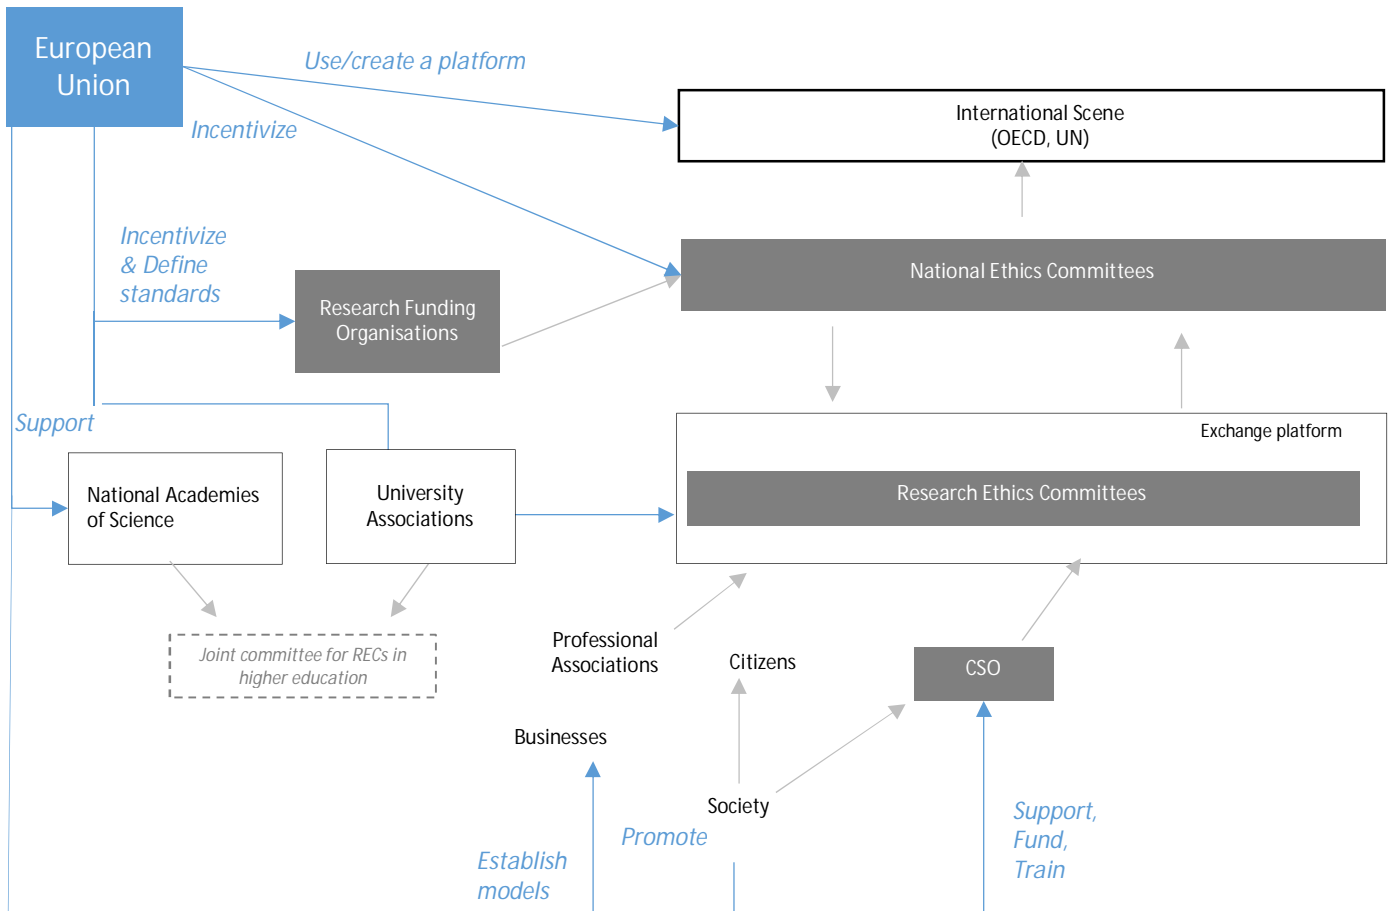 European
Union
Use/create a platform
International Scene
(OECD, UN)
Incentivize
Incentivize
& Define
standards
National Ethics Committees
Research Funding
Organisations
Support
Exchange platform
National Academies
of Science
University
Associations
Research Ethics Committees
Joint committee for RECs in
higher education
Professional
Associations
Citizens
CSO
Businesses
Society
Promote
Support,
Fund,
Train
Establish
models